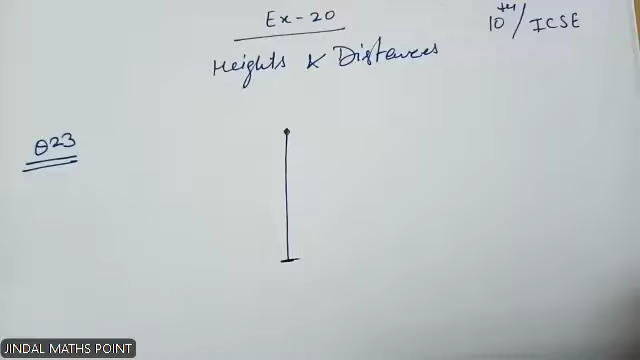 Ex-20
10th/ICSE
Heights & Distances
Q23
JINDAL MATHS POINT